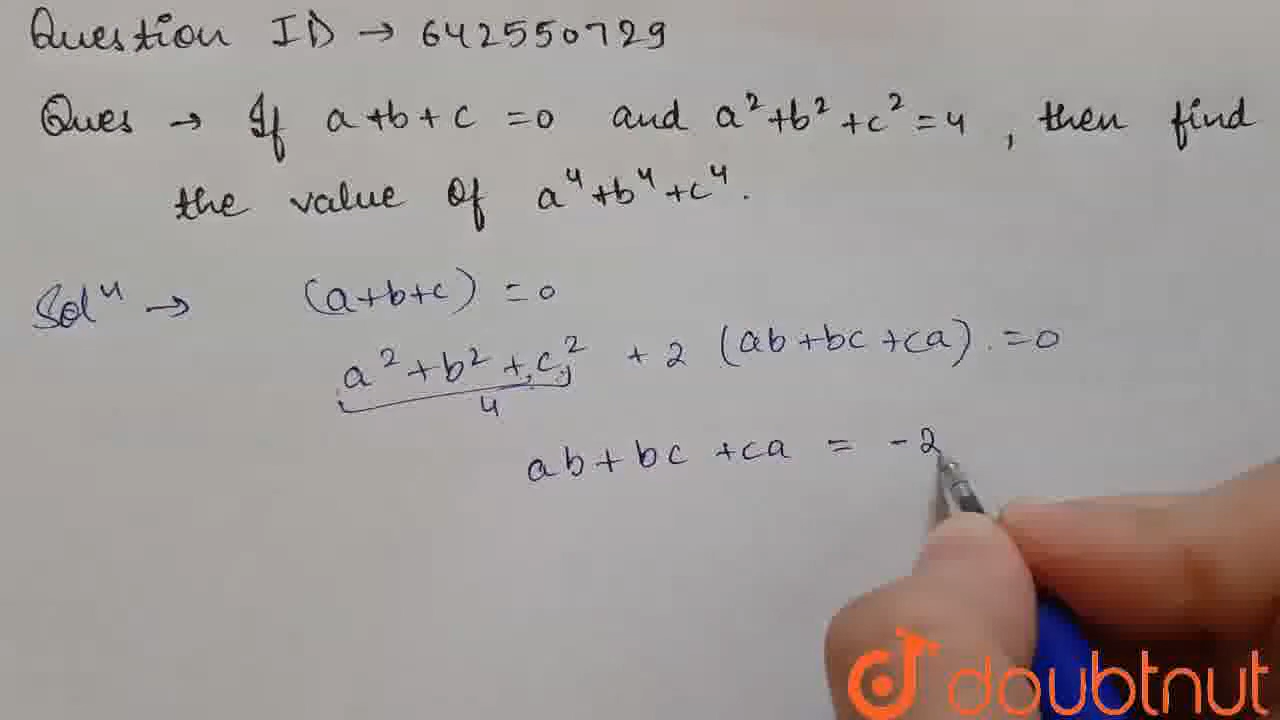 Question ID → 642550729
Ques → If a+b+c =0 and a²+b²+c²=4, then find
the value of a⁴+b⁴+c⁴.
Solⁿ → (a+b+c) =0
a²+b²+c² + 2 (ab+bc+ca). =0
4
ab+bc+ca = -2
doubtnut